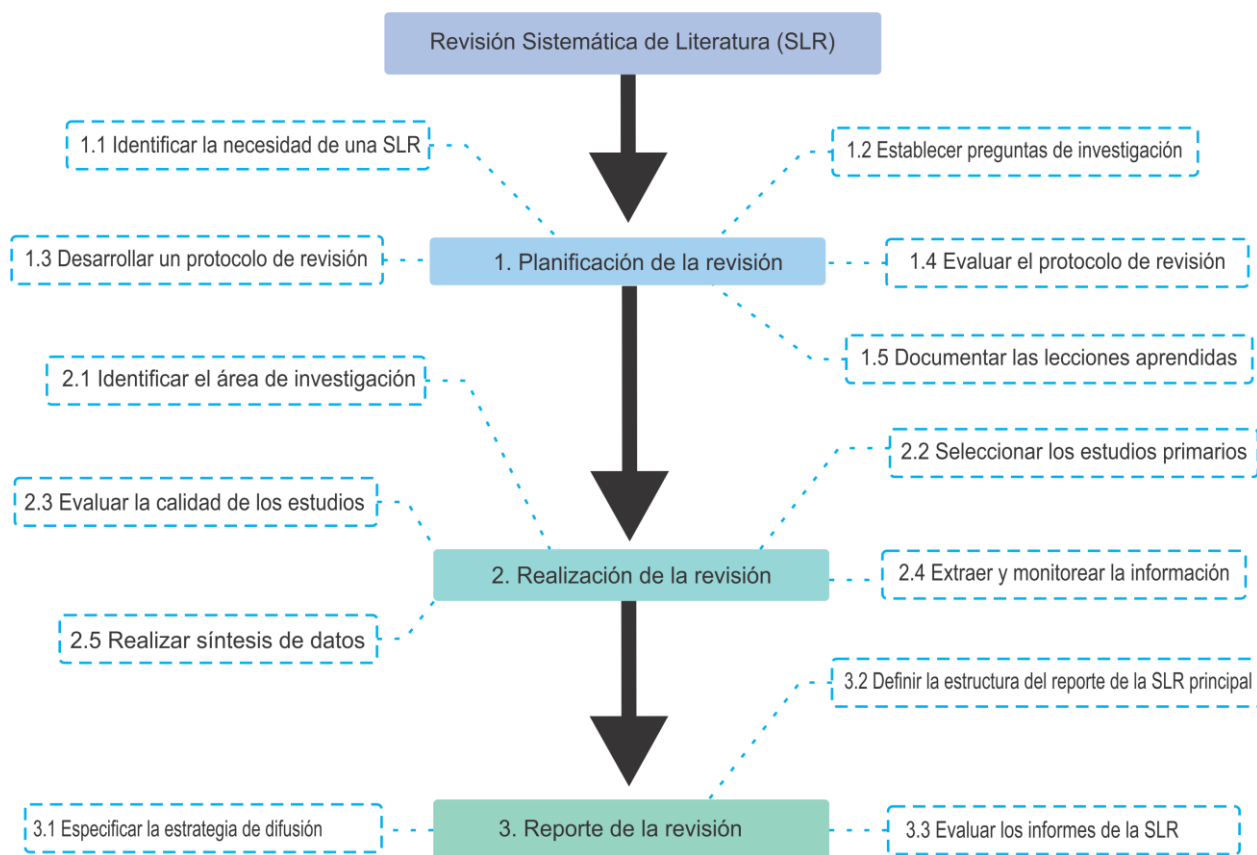 Revisión Sistemática de Literatura (SLR)
1.1 Identificar la necesidad de una SLR
1.2 Establecer preguntas de investigación
1.3 Desarrollar un protocolo de revisión
1. Planificación de la revisión
1.4 Evaluar el protocolo de revisión
1.5 Documentar las lecciones aprendidas
2.1 Identificar el área de investigación
2.2 Seleccionar los estudios primarios
2.3 Evaluar la calidad de los estudios
2. Realización de la revisión
2.4 Extraer y monitorear la información
2.5 Realizar síntesis de datos
3.2 Definir la estructura del reporte de la SLR principal
3.1 Especificar la estrategia de difusión
3. Reporte de la revisión
3.3 Evaluar los informes de la SLR